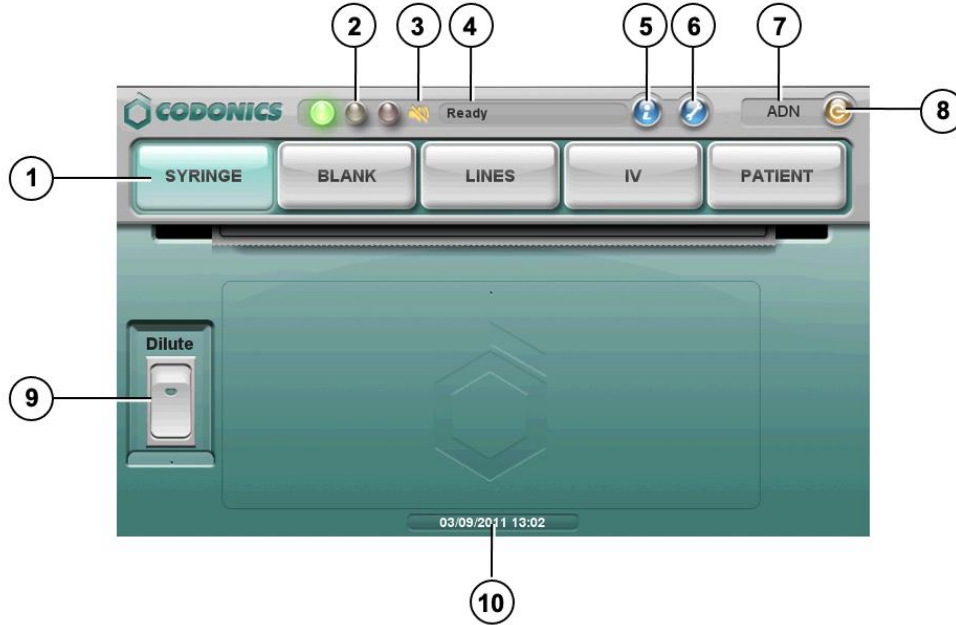 2 3 4 5 6 7
CODONICS Ready ADN 8
1 SYRINGE BLANK LINES IV PATIENT
Dilute
9
03/09/2011 13:02
10